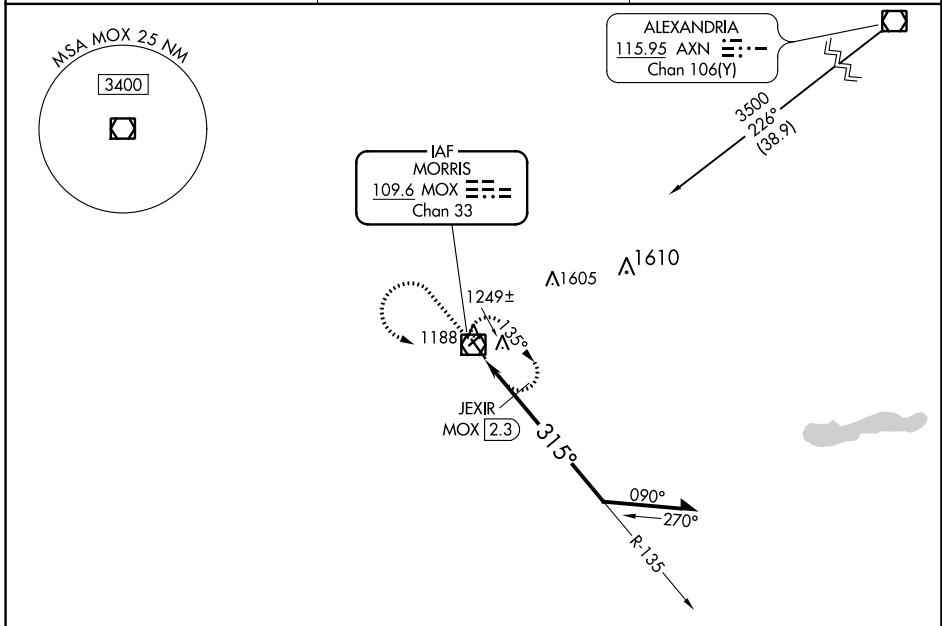 MSA MOX 25 NM
3400
ALEXANDRIA
115.95 AXN
Chan 106(Y)
3500
226°
(38.9)
IAF
MORRIS
109.6 MOX
Chan 33
1610
1605
1249±
1188
135°
JEXIR
MOX 2.3
315°
090°
270°
R-135